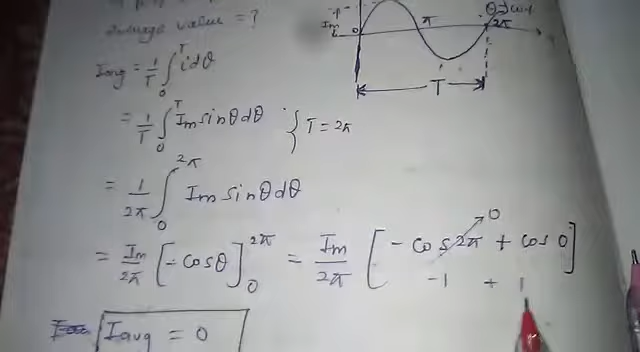 average value = ?
Im
0
π
2π
T
Iavg = 1/T ∫₀ᵀ i dθ
= 1/T ∫₀ᵀ Im sinθ dθ ∵ { T = 2π
= 1/2π ∫₀²π Im sinθ dθ
= Im/2π [-cosθ]₀²π = Im/2π [-cos 2π + cos 0]
0
-1 + 1
Iavg = 0